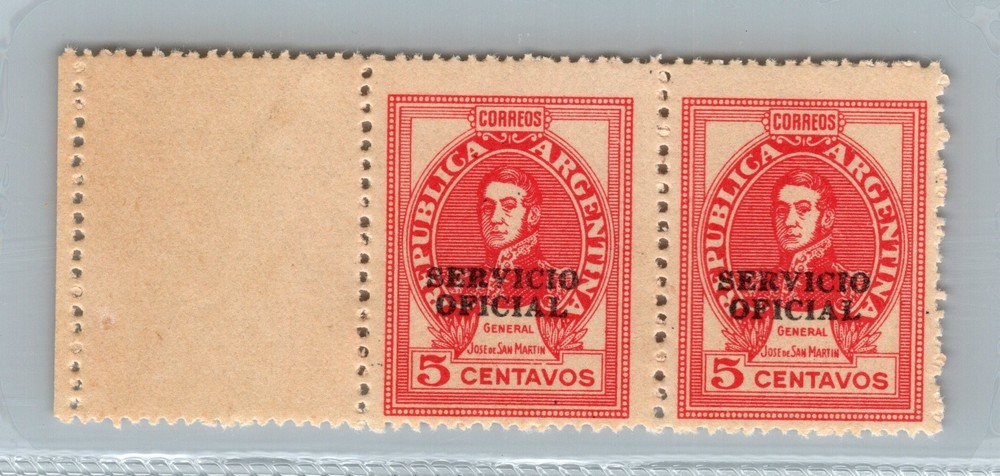 CORREOS
REPUBLICA ARGENTINA
SERVICIO
OFICIAL
GENERAL
JOSE DE SAN MARTIN
5 CENTAVOS
CORREOS
REPUBLICA ARGENTINA
SERVICIO
OFICIAL
GENERAL
JOSE DE SAN MARTIN
5 CENTAVOS